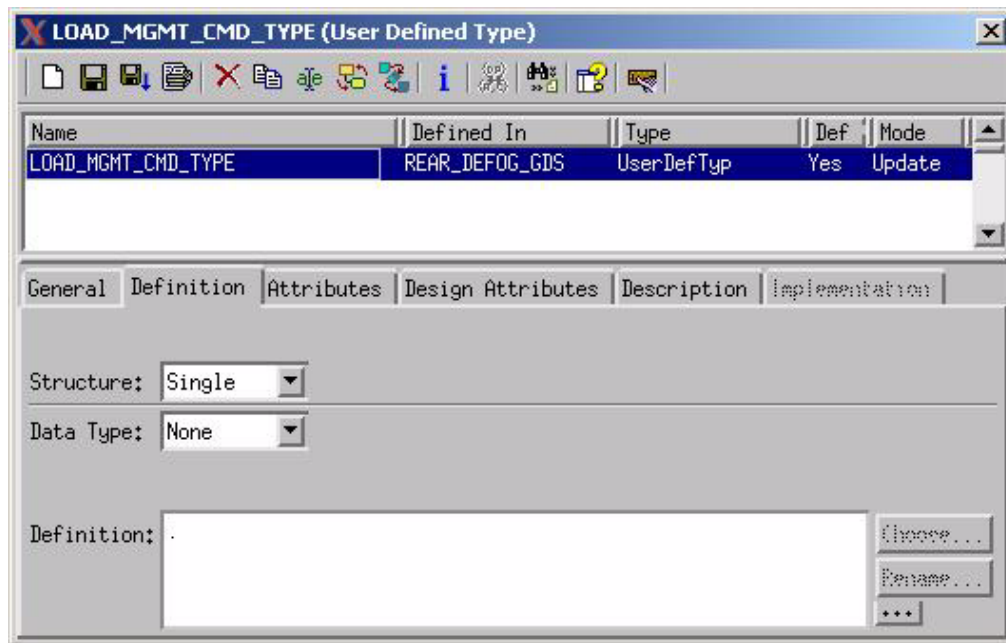 LOAD_MGMT_CMD_TYPE (User Defined Type)
Name Defined In Type Def Mode
LOAD_MGMT_CMD_TYPE REAR_DEFOG_GDS UserDefTyp Yes Update
General Definition Attributes Design Attributes Description Implementation
Structure: Single
Data Type: None
Definition: .
Choose...
Rename...
...